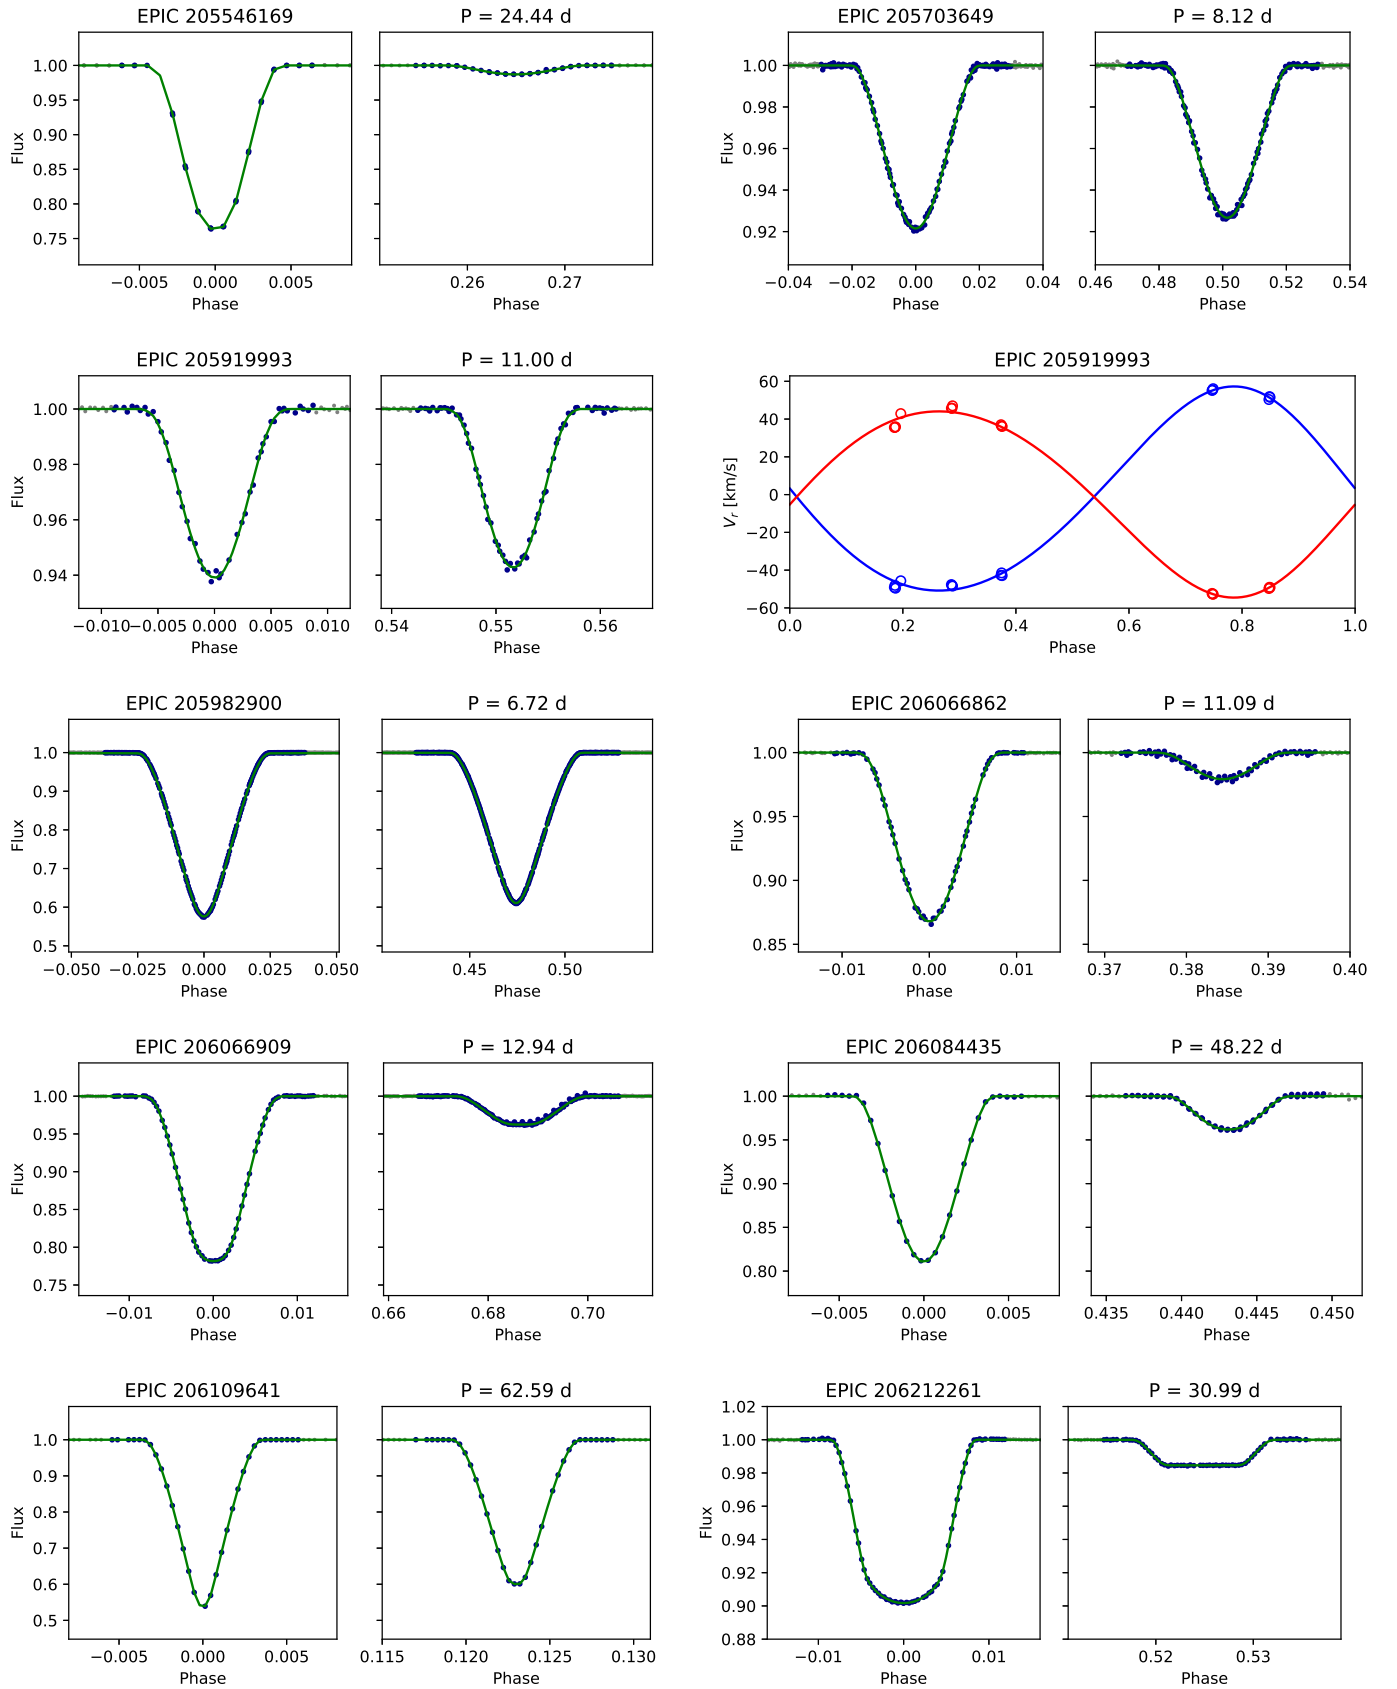 EPIC 205546169
P = 24.44 d
EPIC 205703649
P = 8.12 d
1.00
0.95
0.90
0.85
0.80
0.75
Flux
−0.005
0.000
0.005
Phase
0.26
0.27
Phase
1.00
0.98
0.96
0.94
0.92
Flux
−0.04
−0.02
0.00
0.02
0.04
Phase
0.46
0.48
0.50
0.52
0.54
Phase
EPIC 205919993
P = 11.00 d
EPIC 205919993
1.00
0.98
0.96
0.94
Flux
−0.010
−0.005
0.000
0.005
0.010
Phase
0.54
0.55
0.56
Phase
60
40
20
0
−20
−40
−60
V_r [km/s]
0.0
0.2
0.4
0.6
0.8
1.0
Phase
EPIC 205982900
P = 6.72 d
EPIC 206066862
P = 11.09 d
1.0
0.9
0.8
0.7
0.6
0.5
Flux
−0.050
−0.025
0.000
0.025
0.050
Phase
0.45
0.50
Phase
1.00
0.95
0.90
0.85
Flux
−0.01
0.00
0.01
Phase
0.37
0.38
0.39
0.40
Phase
EPIC 206066909
P = 12.94 d
EPIC 206084435
P = 48.22 d
1.00
0.95
0.90
0.85
0.80
0.75
Flux
−0.01
0.00
0.01
Phase
0.66
0.68
0.70
Phase
1.00
0.95
0.90
0.85
0.80
Flux
−0.005
0.000
0.005
Phase
0.435
0.440
0.445
0.450
Phase
EPIC 206109641
P = 62.59 d
EPIC 206212261
P = 30.99 d
1.0
0.9
0.8
0.7
0.6
0.5
Flux
−0.005
0.000
0.005
Phase
0.115
0.120
0.125
0.130
Phase
1.02
1.00
0.98
0.96
0.94
0.92
0.90
0.88
Flux
−0.01
0.00
0.01
Phase
0.52
0.53
Phase